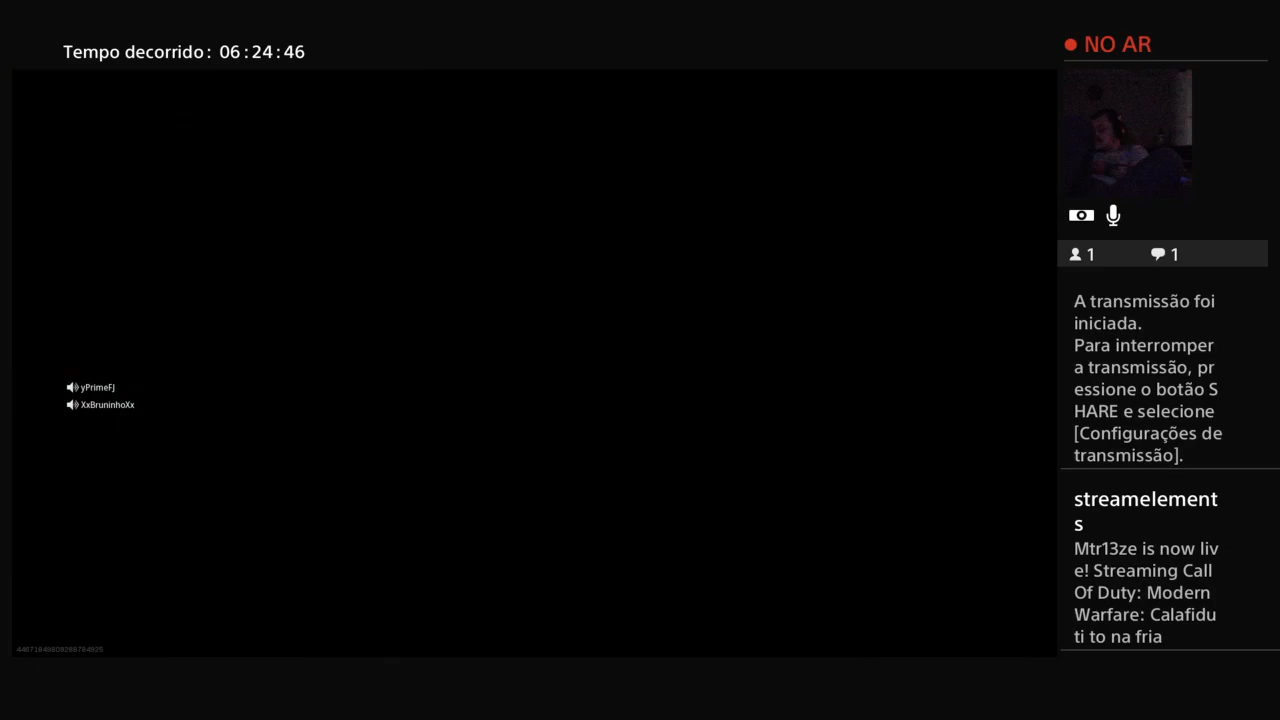 Tempo decorrido: 06:24:46
NO AR
1
1
A transmissão foi
iniciada.
Para interromper
a transmissão, pr
essione o botão S
HARE e selecione
[Configurações de
transmissão].
yPrimeFJ
XxBruninhoXx
streamelement
s
Mtr13ze is now liv
e! Streaming Call
Of Duty: Modern
Warfare: Calafidu
ti to na fria